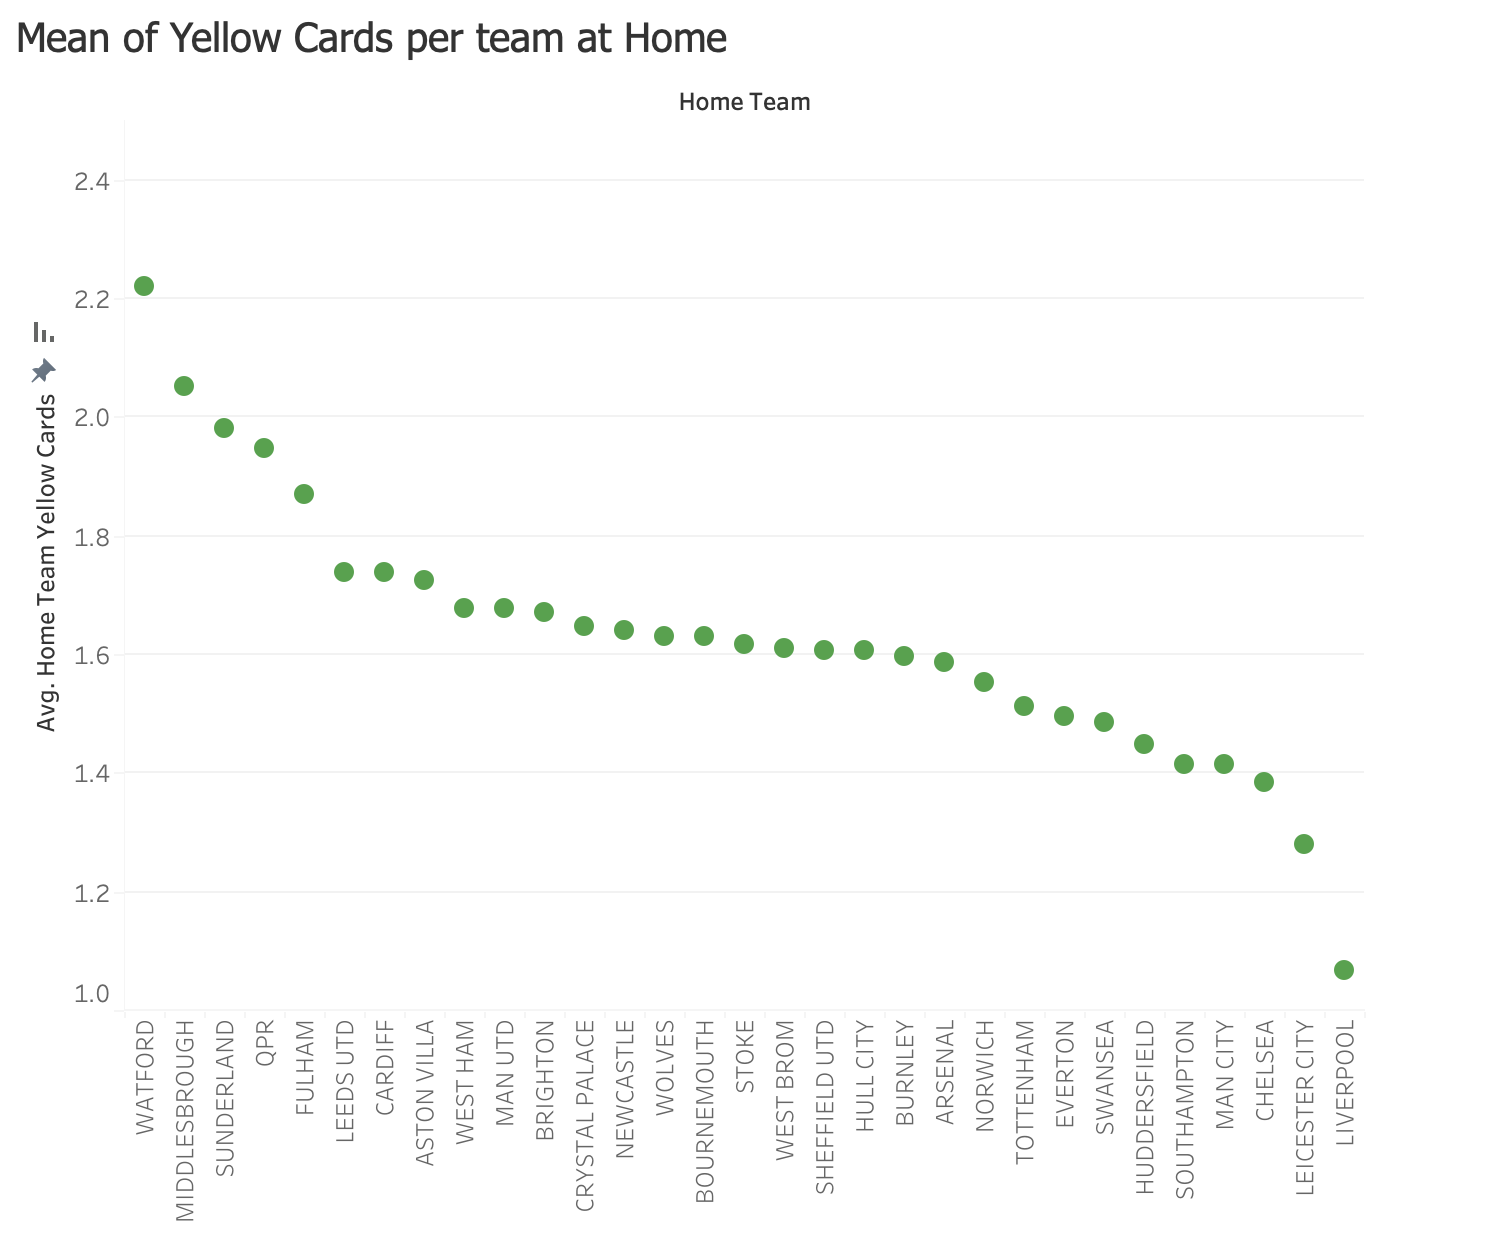 Mean of Yellow Cards per team at Home
Home Team
Avg. Home Team Yellow Cards
2.4
2.2
2.0
1.8
1.6
1.4
1.2
1.0
WATFORD
MIDDLESBROUGH
SUNDERLAND
QPR
FULHAM
LEEDS UTD
CARDIFF
ASTON VILLA
WEST HAM
MAN UTD
BRIGHTON
CRYSTAL PALACE
NEWCASTLE
WOLVES
BOURNEMOUTH
STOKE
WEST BROM
SHEFFIELD UTD
HULL CITY
BURNLEY
ARSENAL
NORWICH
TOTTENHAM
EVERTON
SWANSEA
HUDDERSFIELD
SOUTHAMPTON
MAN CITY
CHELSEA
LEICESTER CITY
LIVERPOOL